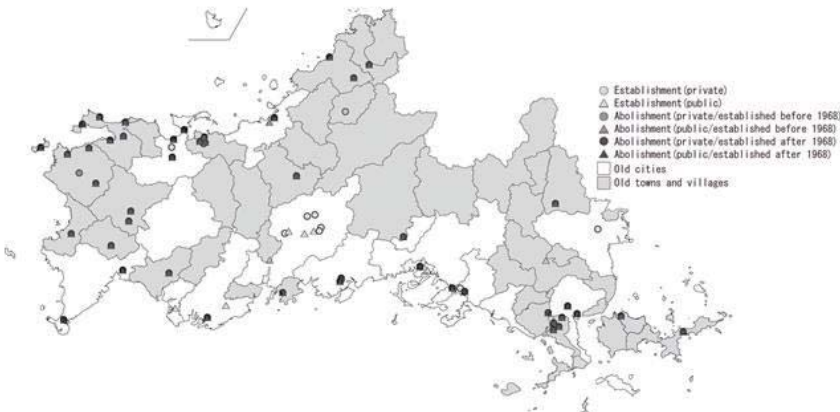 Establishment(private)
Establishment(public)
Abolishment(private/established before 1968)
Abolishment(public/established before 1968)
Abolishment(private/established after 1968)
Abolishment(public/established after 1968)
Old cities
Old towns and villages